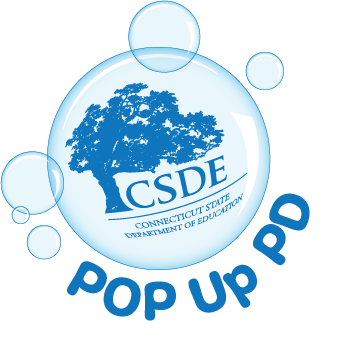 CSDE
CONNECTICUT STATE
DEPARTMENT OF EDUCATION
POP Up PD